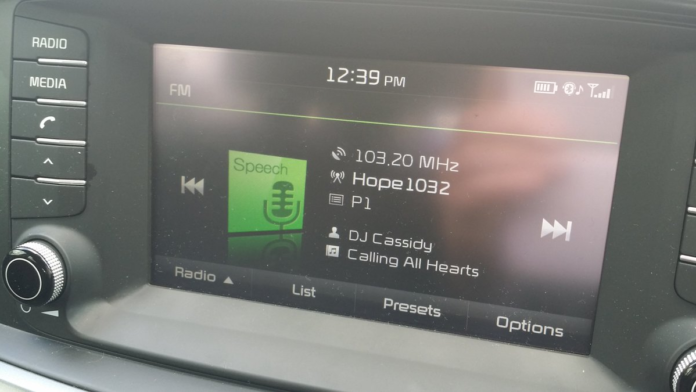 RADIO
MEDIA
12:39 PM
FM
Speech
103.20 MHz
Hope1032
P1
DJ Cassidy
Calling All Hearts
Radio
List
Presets
Options